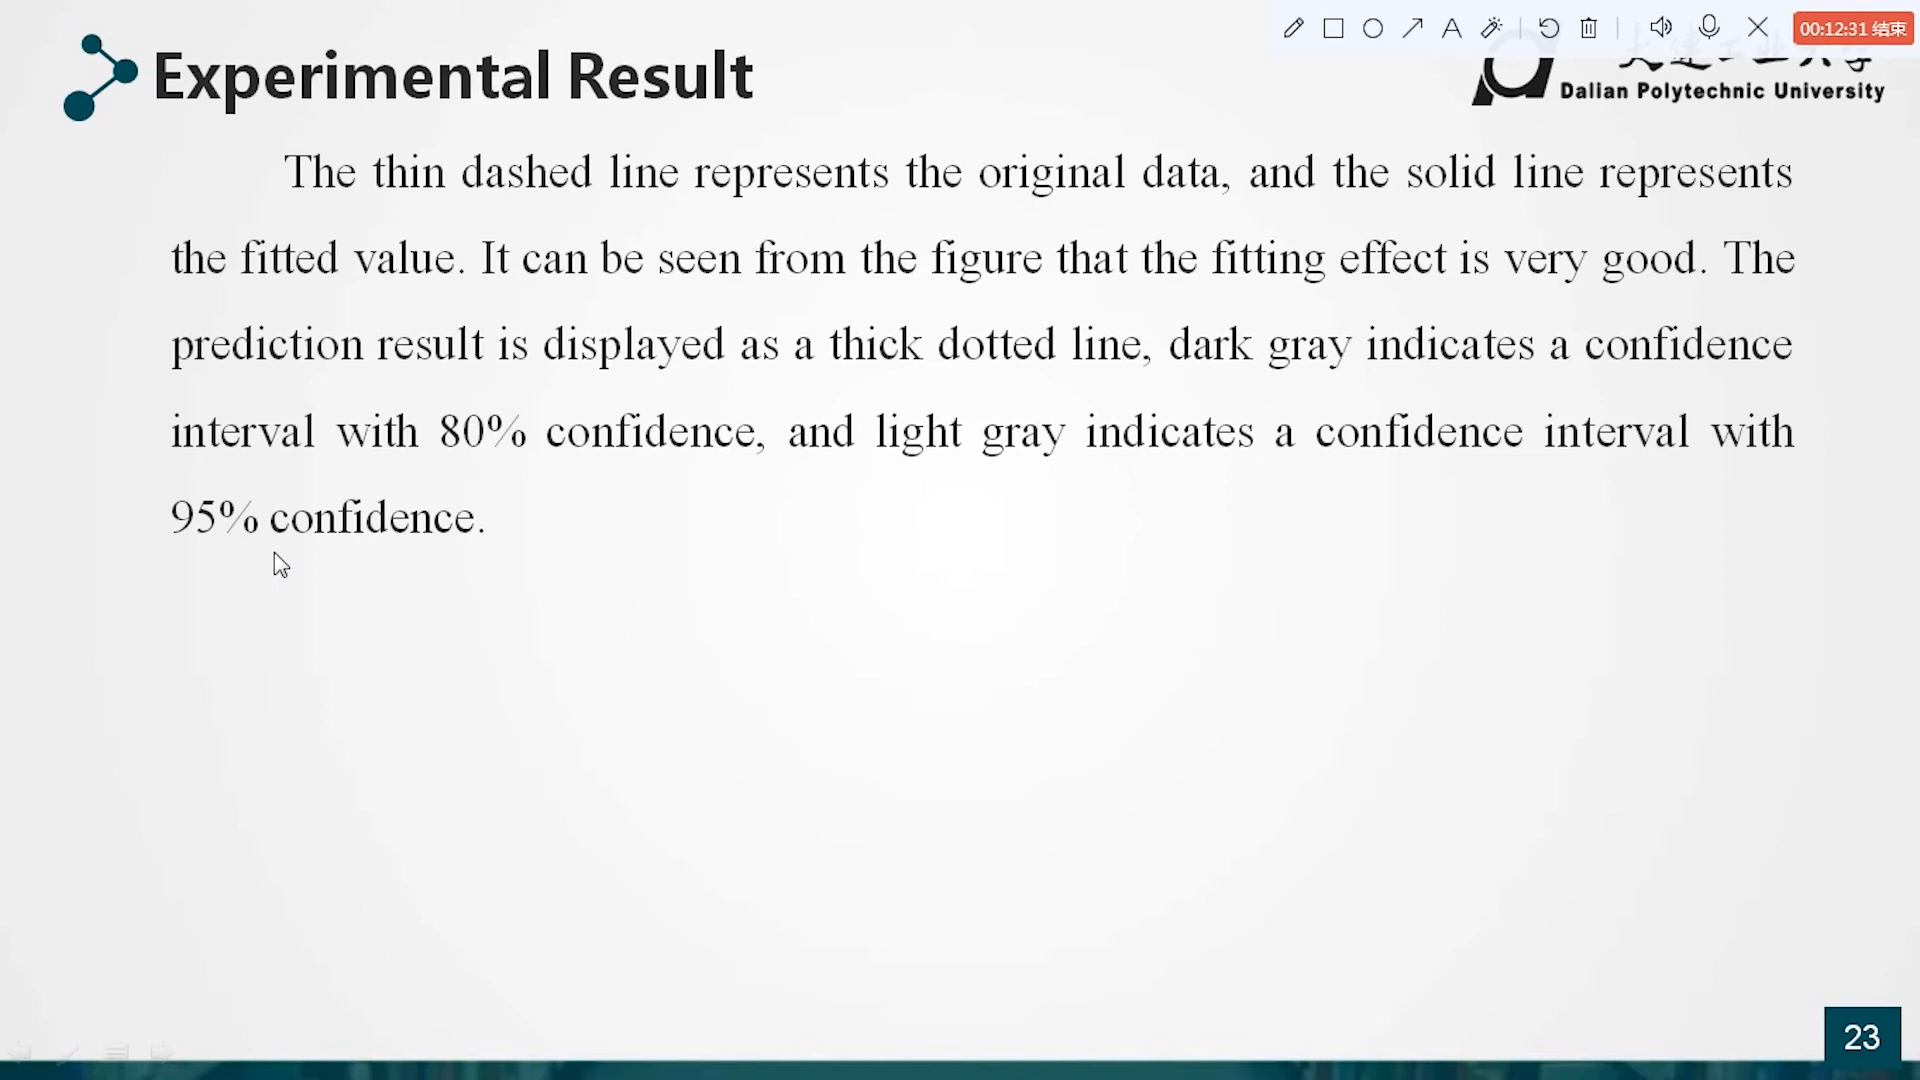 00:12:31 结束
Experimental Result
Dalian Polytechnic University
The thin dashed line represents the original data, and the solid line represents
the fitted value. It can be seen from the figure that the fitting effect is very good. The
prediction result is displayed as a thick dotted line, dark gray indicates a confidence
interval with 80% confidence, and light gray indicates a confidence interval with
95% confidence.
23